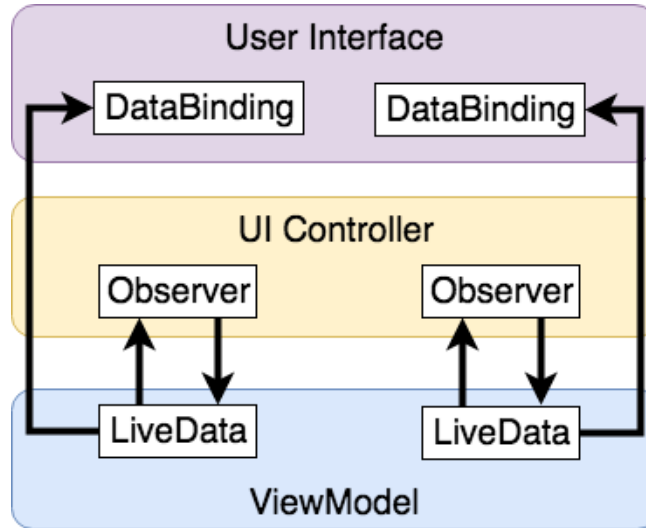 User Interface
DataBinding
DataBinding
UI Controller
Observer
Observer
LiveData
LiveData
ViewModel